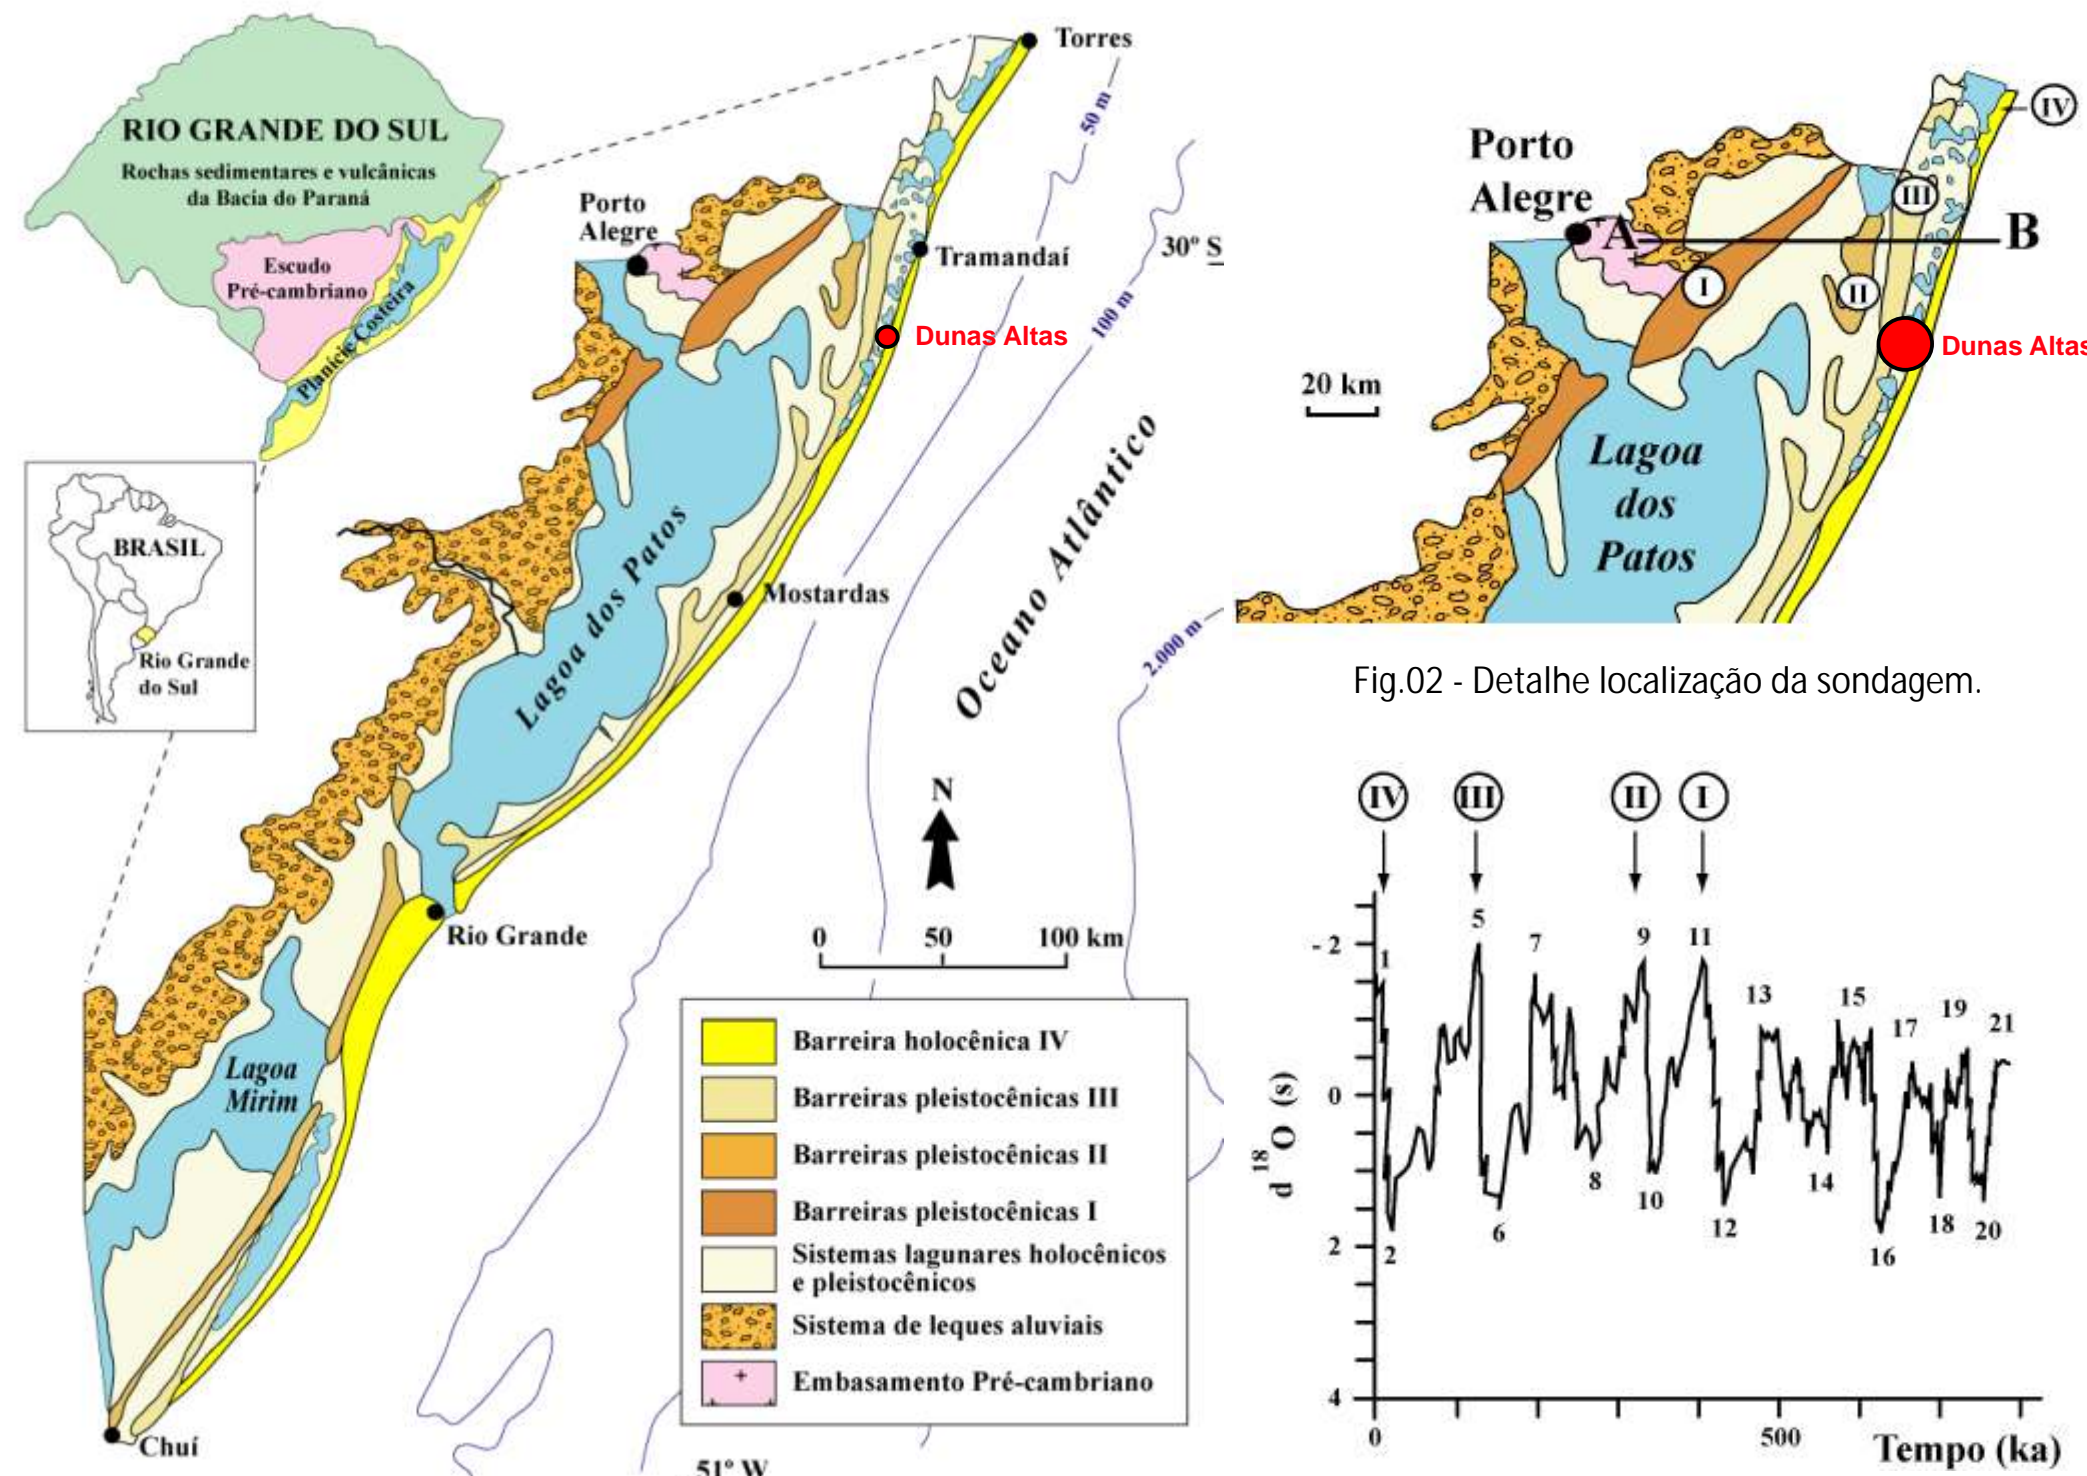 RIO GRANDE DO SUL
Rochas sedimentares e vulcânicas
da Bacia do Paraná
Escudo
Pré-cambriano
Planície Costeira
BRASIL
Rio Grande
do Sul
Torres
Porto
Alegre
Tramandaí
30º S
Dunas Altas
50 m
100 m
2.000 m
Oceano Atlântico
Lagoa dos Patos
Mostardas
N
Rio Grande
0 50 100 km
Lagoa
Mirim
Chuí
51º W
Barreira holocênica IV
Barreiras pleistocênicas III
Barreiras pleistocênicas II
Barreiras pleistocênicas I
Sistemas lagunares holocênicos
e pleistocênicos
Sistema de leques aluviais
Embasamento Pré-cambriano
IV
Porto
Alegre
III
A
B
I
II
Dunas Altas
20 km
Lagoa
dos
Patos
Fig.02 - Detalhe localização da sondagem.
IV III II I
5
- 2 1 7 9 11
13 15 17 19 21
0
d 18 O (s)
8 10 14
2 2 6 12 16 18 20
4
0 500
Tempo (ka)